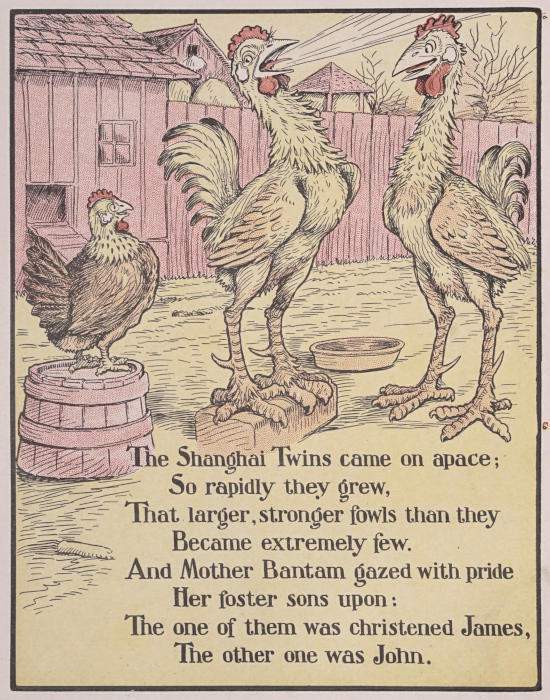 The Shanghai Twins came on apace;
So rapidly they grew,
That larger, stronger fowls than they
Became extremely few.
And Mother Bantam gazed with pride
Her foster sons upon:
The one of them was christened James,
The other one was John.